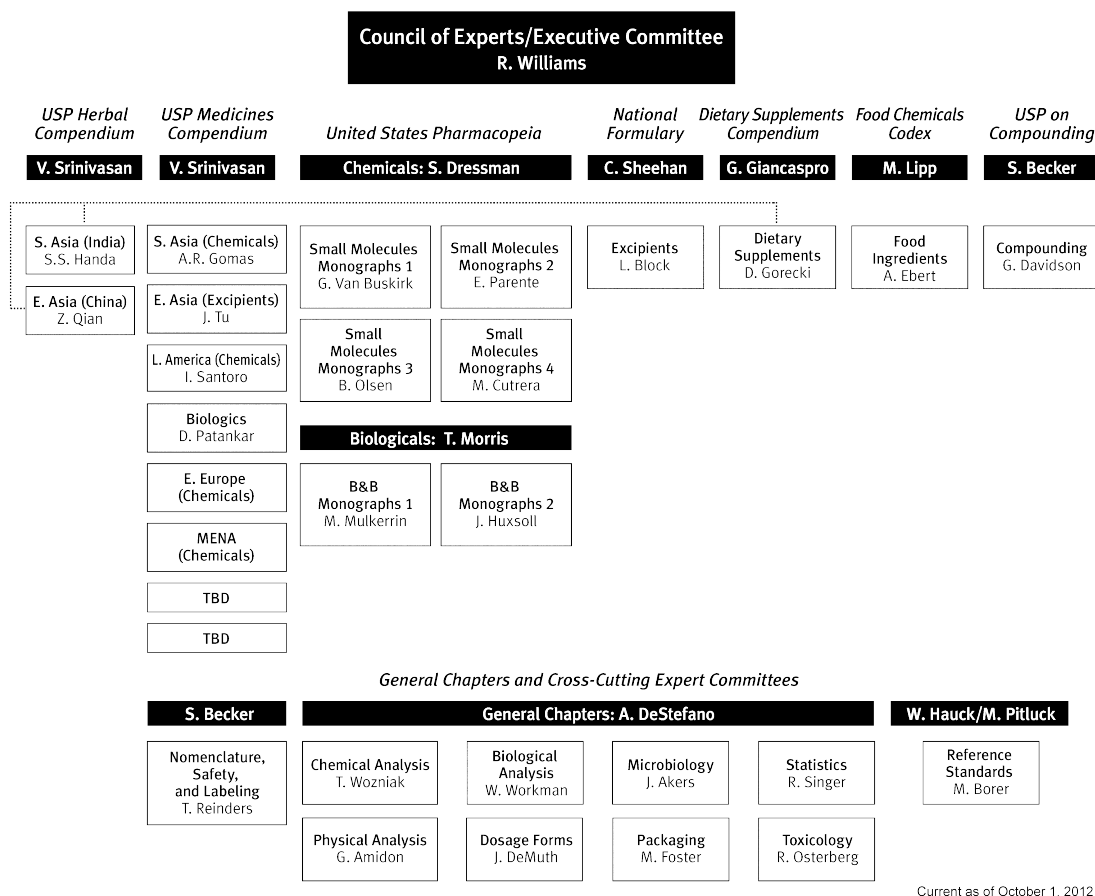 Council of Experts/Executive Committee
R. Williams
USP Herbal
Compendium
V. Srinivasan
USP Medicines
Compendium
V. Srinivasan
United States Pharmacopeia
Chemicals: S. Dressman
National
Formulary
C. Sheehan
Dietary Supplements
Compendium
G. Giancaspro
Food Chemicals
Codex
M. Lipp
USP on
Compounding
S. Becker
S. Asia (India)
S.S. Handa
E. Asia (China)
Z. Qian
S. Asia (Chemicals)
A.R. Gomas
E. Asia (Excipients)
J. Tu
L. America (Chemicals)
I. Santoro
Biologics
D. Patankar
E. Europe
(Chemicals)
MENA
(Chemicals)
TBD
TBD
Small Molecules
Monographs 1
G. Van Buskirk
Small Molecules
Monographs 2
E. Parente
Small
Molecules
Monographs 3
B. Olsen
Small
Molecules
Monographs 4
M. Cutrera
Biologicals: T. Morris
B&B
Monographs 1
M. Mulkerrin
B&B
Monographs 2
J. Huxsoll
Excipients
L. Block
Dietary
Supplements
D. Gorecki
Food
Ingredients
A. Ebert
Compounding
G. Davidson
General Chapters and Cross-Cutting Expert Committees
S. Becker
Nomenclature,
Safety,
and Labeling
T. Reinders
General Chapters: A. DeStefano
Chemical Analysis
T. Wozniak
Biological
Analysis
W. Workman
Microbiology
J. Akers
Statistics
R. Singer
Physical Analysis
G. Amidon
Dosage Forms
J. DeMuth
Packaging
M. Foster
Toxicology
R. Osterberg
W. Hauck/M. Pitluck
Reference
Standards
M. Borer
Current as of October 1, 2012